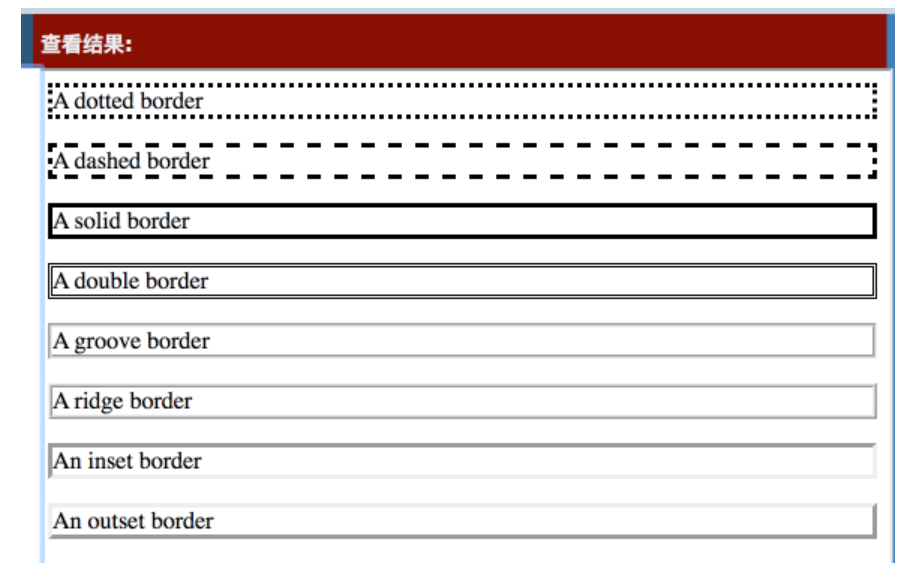 查看结果:
A dotted border
A dashed border
A solid border
A double border
A groove border
A ridge border
An inset border
An outset border